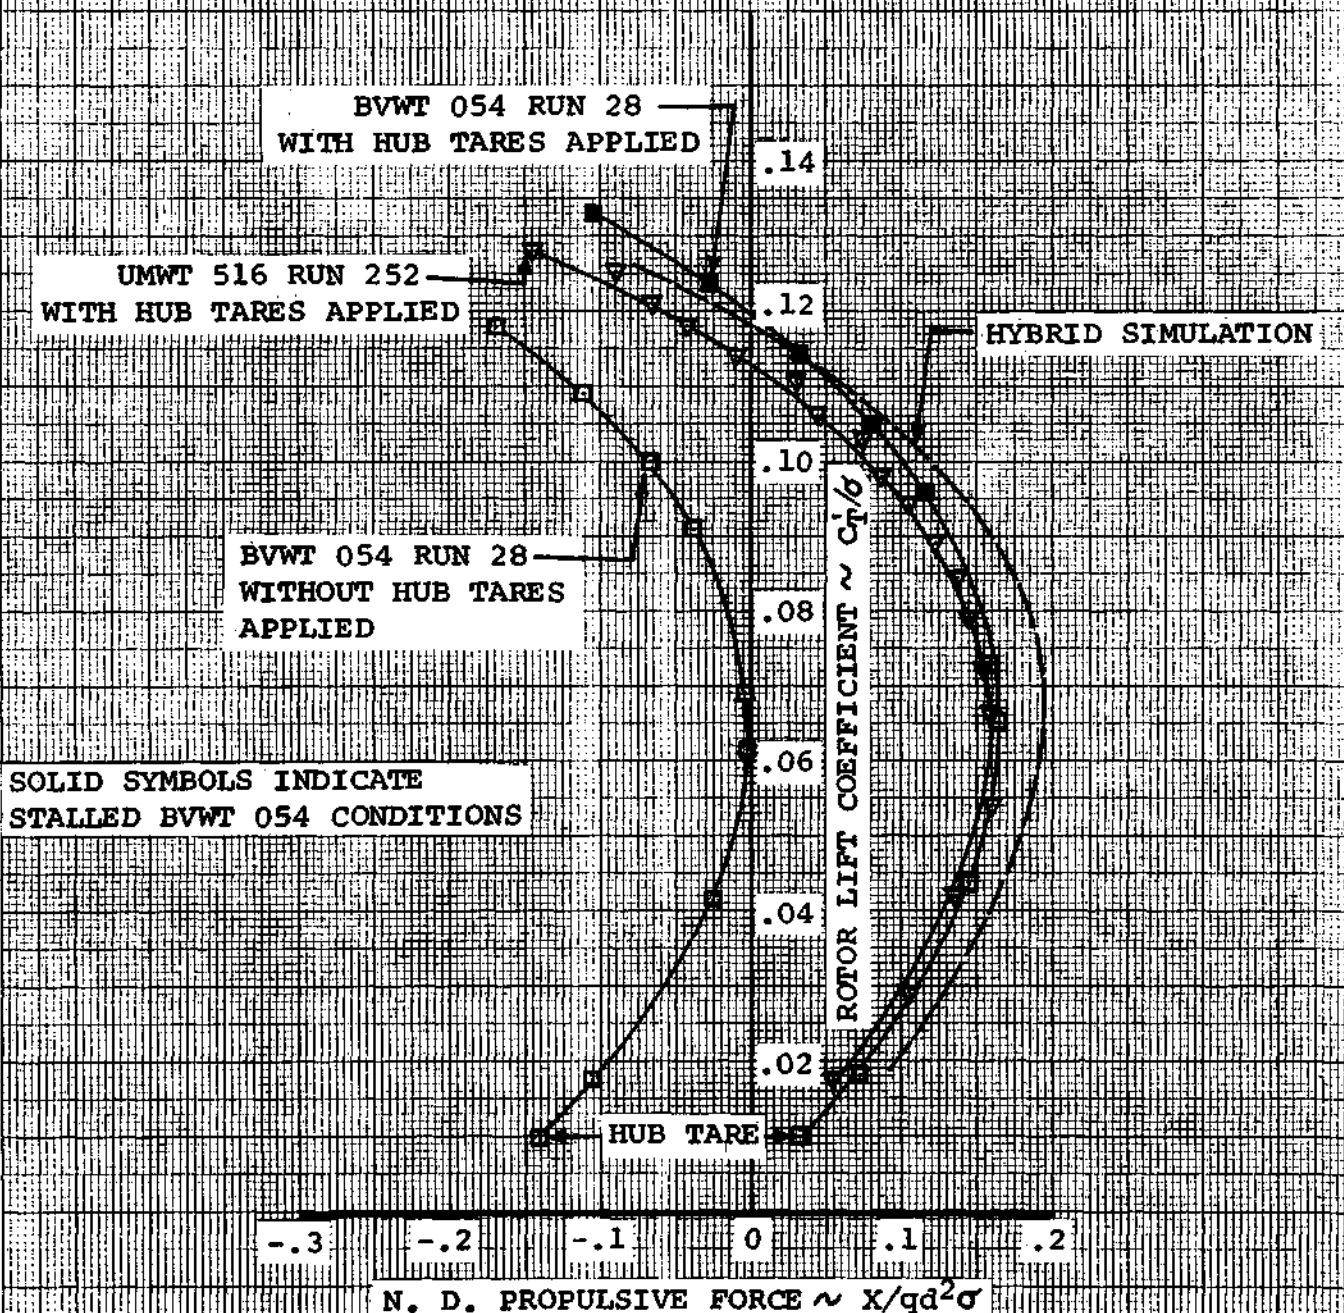 BVWT 054 RUN 28
WITH HUB TARES APPLIED
.14
UMWT 516 RUN 252
WITH HUB TARES APPLIED
.12
HYBRID SIMULATION
.10
BVWT 054 RUN 28
WITHOUT HUB TARES
APPLIED
ROTOR LIFT COEFFICIENT ~ C'T/σ
.08
.06
SOLID SYMBOLS INDICATE
STALLED BVWT 054 CONDITIONS
.04
.02
HUB TARE
-.3 -.2 -.1 0 .1 .2
N. D. PROPULSIVE FORCE ~ X/qd²σ